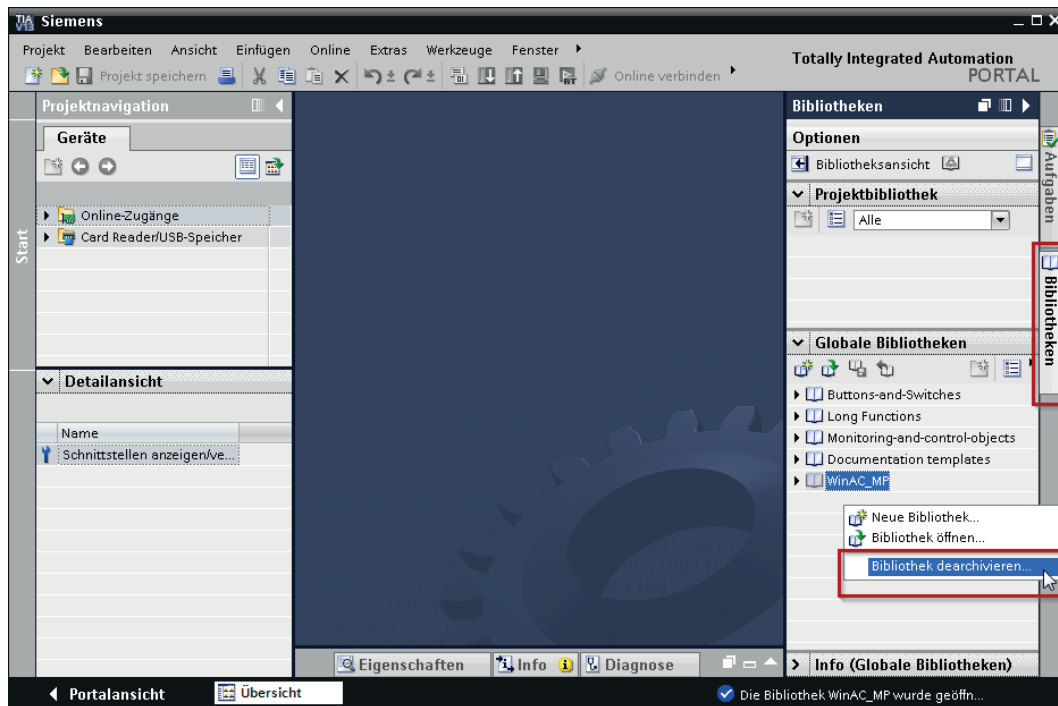 TIA V13 Siemens
Projekt Bearbeiten Ansicht Einfügen Online Extras Werkzeuge Fenster
Projekt speichern
Online verbinden
Totally Integrated Automation
PORTAL
Start
Projektnavigation
Geräte
Online-Zugänge
Card Reader/USB-Speicher
Detailansicht
Name
Schnittstellen anzeigen/ve...
Eigenschaften
Info
Diagnose
Bibliotheken
Optionen
Bibliotheksansicht
Projektbibliothek
Alle
Globale Bibliotheken
Buttons-and-Switches
Long Functions
Monitoring-and-control-objects
Documentation templates
WinAC_MP
Neue Bibliothek...
Bibliothek öffnen...
Bibliothek dearchivieren...
Info (Globale Bibliotheken)
Aufgaben
Bibliotheken
Portalansicht
Übersicht
Die Bibliothek WinAC_MP wurde geöffn...